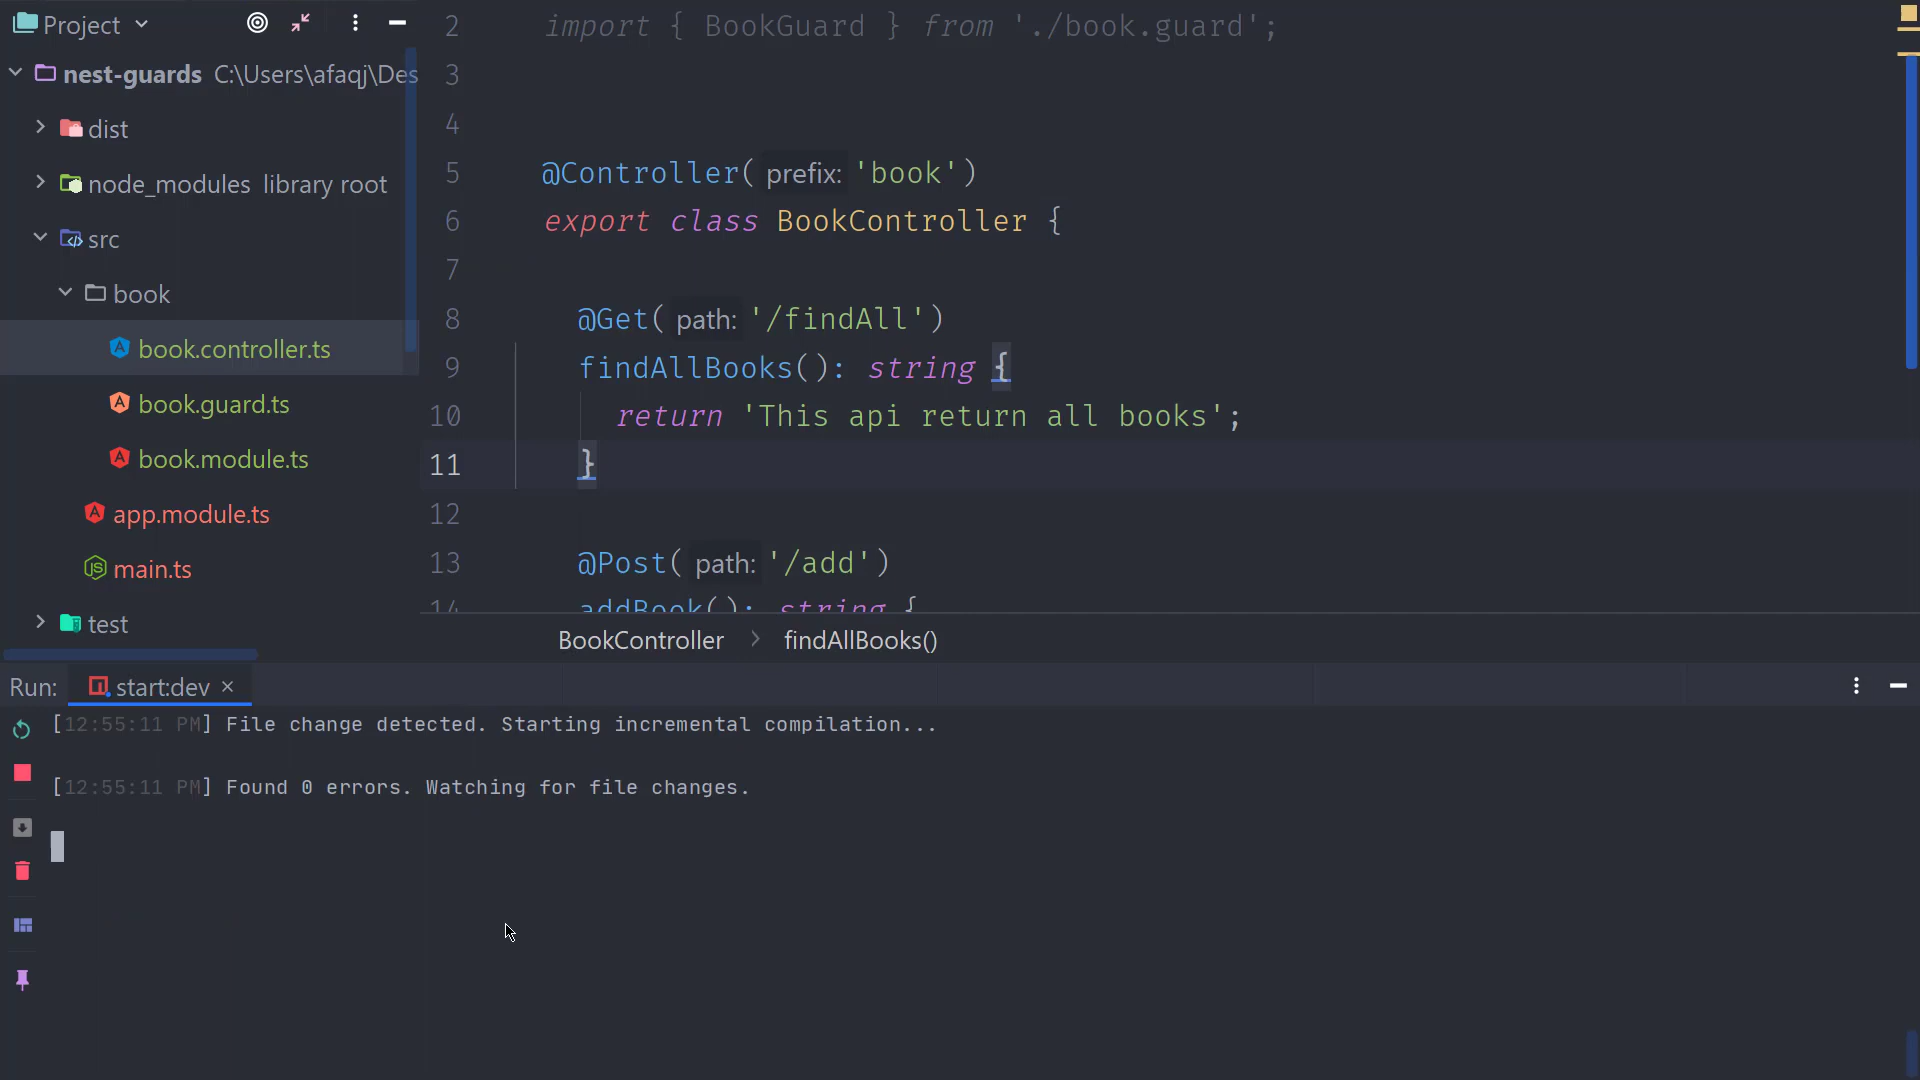 Project
nest-guards C:\Users\afaqj\Des
dist
node_modules library root
src
book
book.controller.ts
book.guard.ts
book.module.ts
app.module.ts
main.ts
test
2 import { BookGuard } from './book.guard';
3
4
5 @Controller( prefix: 'book')
6 export class BookController {
7
8 @Get( path: '/findAll')
9 findAllBooks(): string {
10 return 'This api return all books';
11 }
12
13 @Post( path: '/add')
14 addBook(): string {
BookController > findAllBooks()
Run: start:dev ×
[12:55:11 PM] File change detected. Starting incremental compilation...
[12:55:11 PM] Found 0 errors. Watching for file changes.